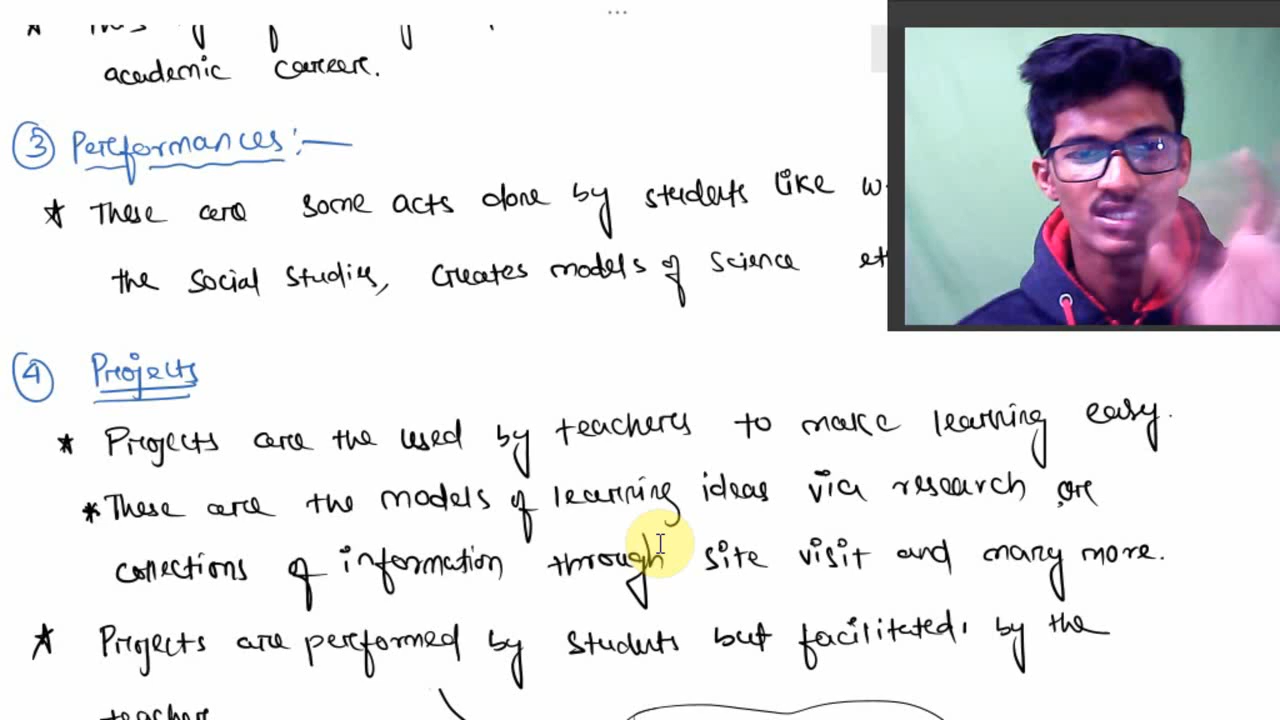 academic career.
③ Performances:—
* These are some acts done by students like
the social studies, creates models of science
④ Projects
* Projects are the used by teachers to make learning easy.
* These are the models of learning ideas via research or
collections of information through site visit and many more.
* Projects are performed by students but facilitated by the
teacher